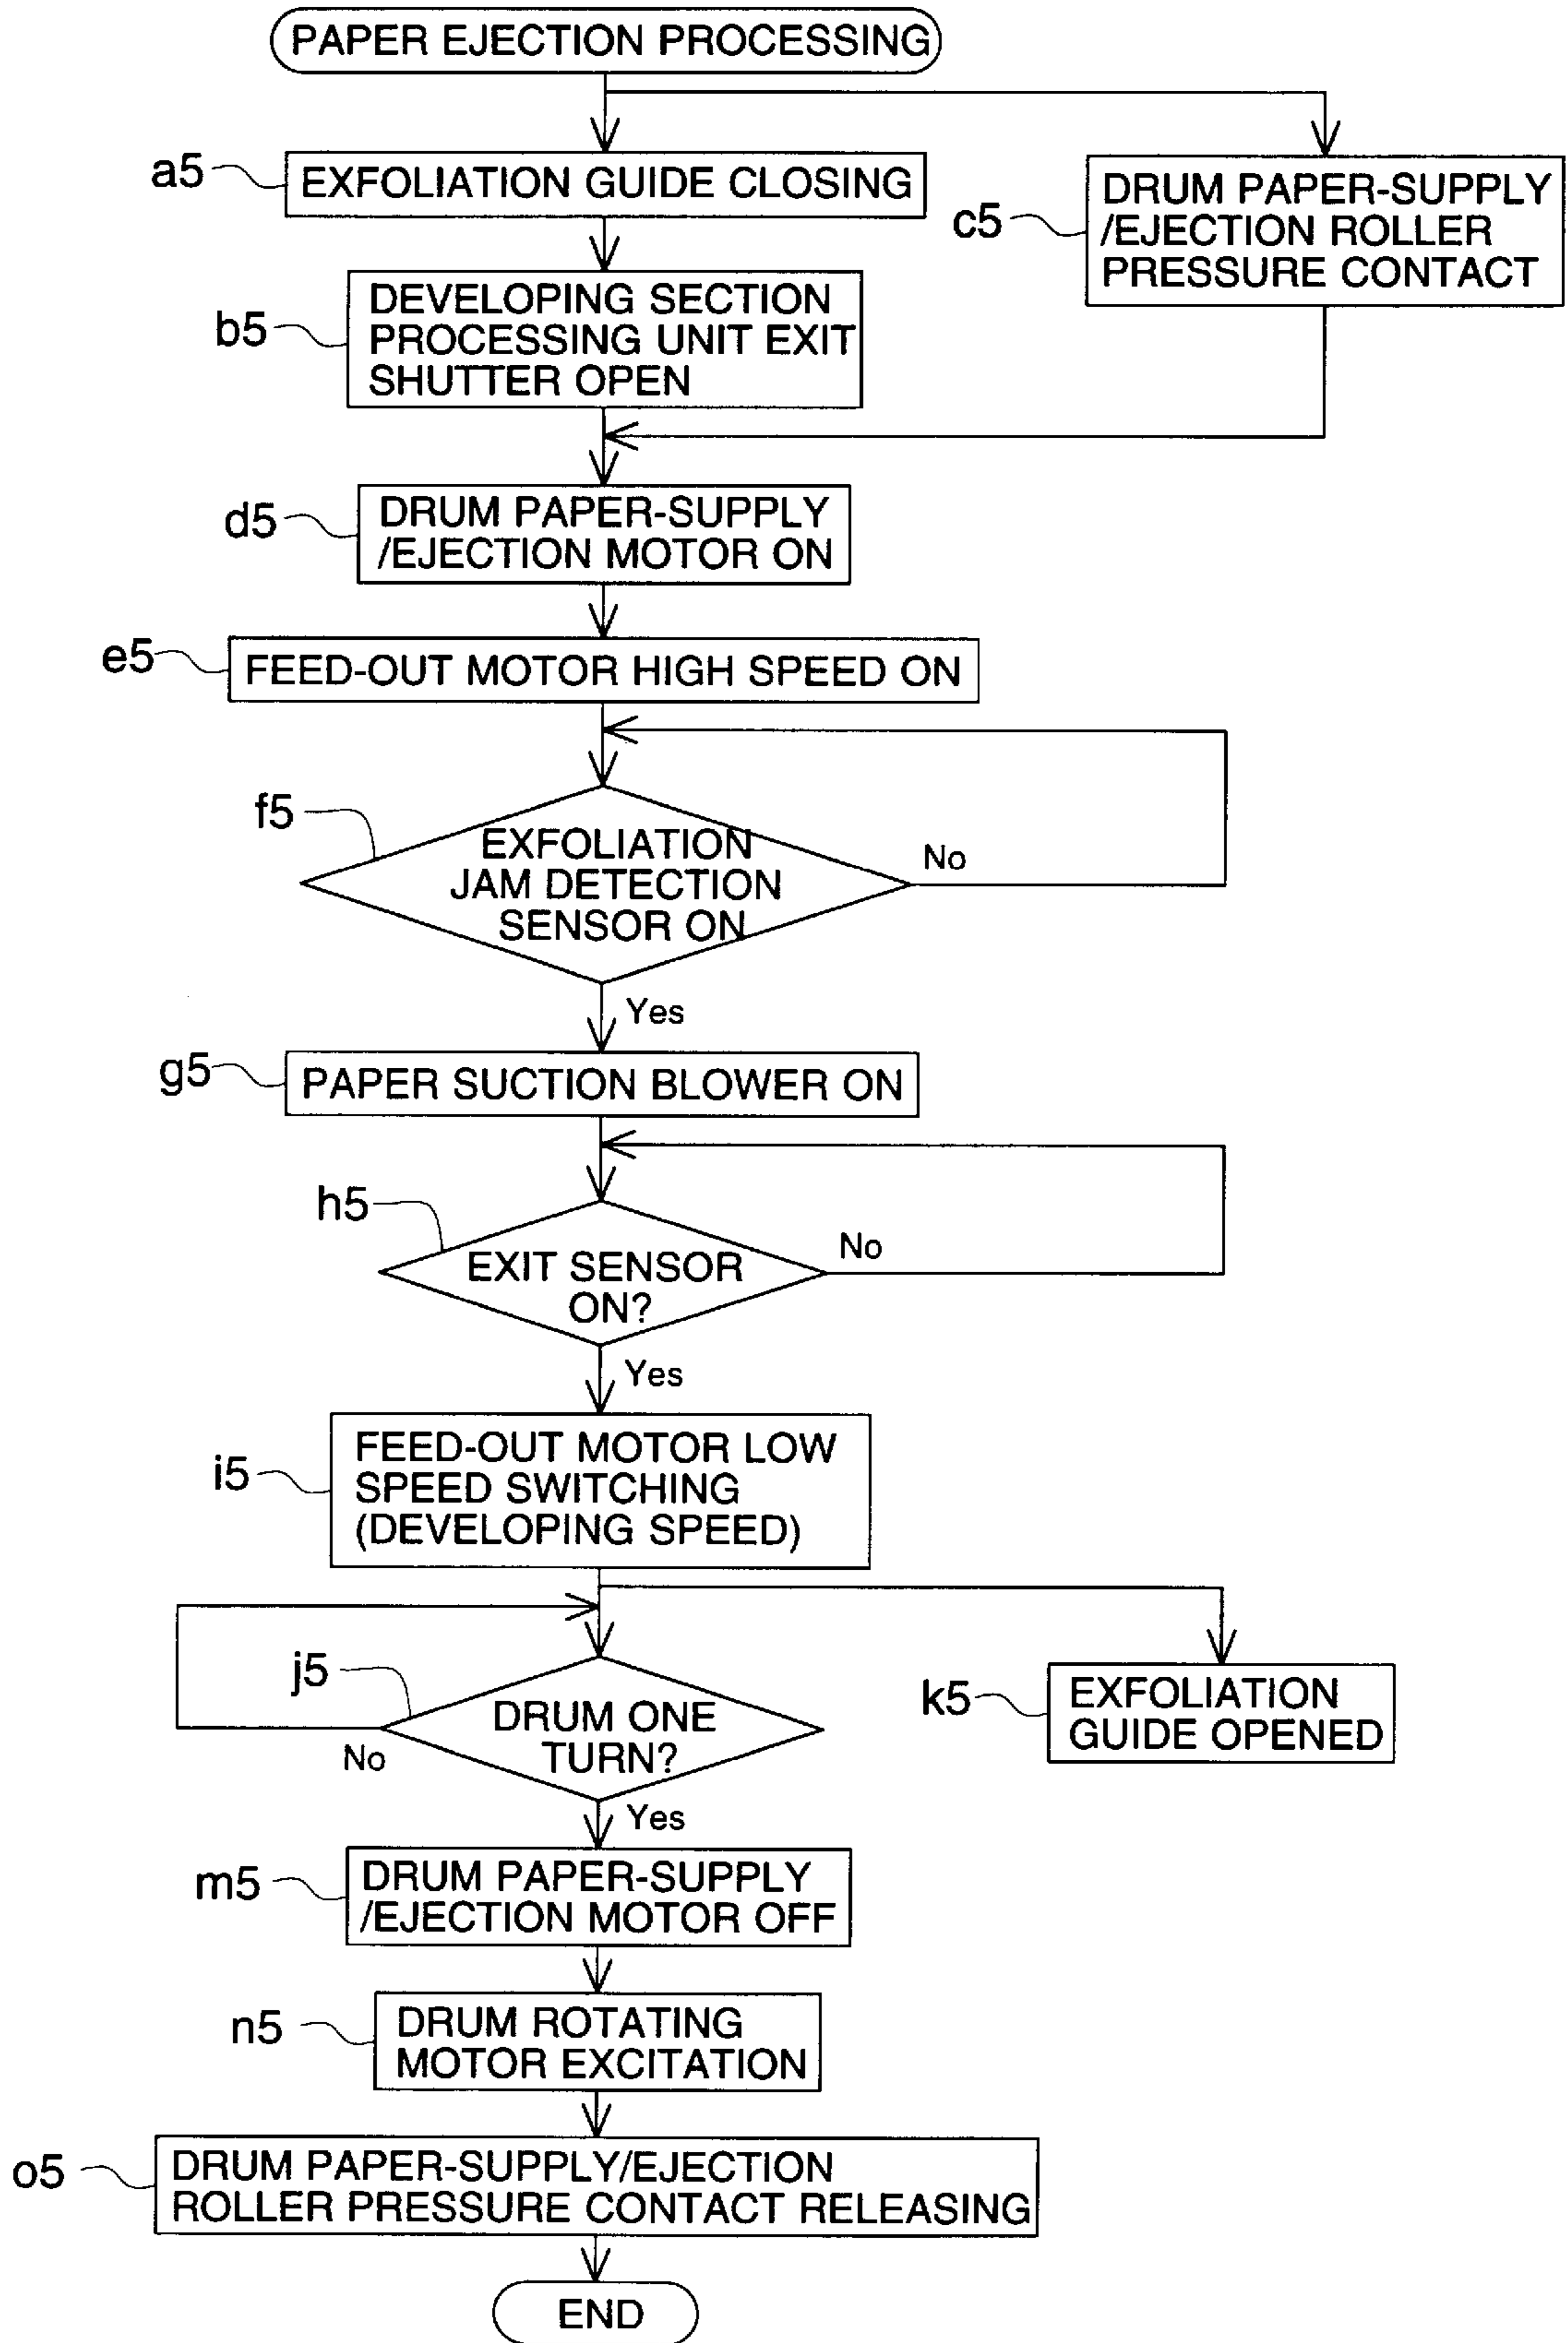 PAPER EJECTION PROCESSING
a5
EXFOLIATION GUIDE CLOSING
c5
DRUM PAPER-SUPPLY
/EJECTION ROLLER
PRESSURE CONTACT
b5
DEVELOPING SECTION
PROCESSING UNIT EXIT
SHUTTER OPEN
d5
DRUM PAPER-SUPPLY
/EJECTION MOTOR ON
e5
FEED-OUT MOTOR HIGH SPEED ON
f5
EXFOLIATION
JAM DETECTION
SENSOR ON
No
Yes
g5
PAPER SUCTION BLOWER ON
h5
EXIT SENSOR
ON?
No
Yes
i5
FEED-OUT MOTOR LOW
SPEED SWITCHING
(DEVELOPING SPEED)
j5
DRUM ONE
TURN?
No
Yes
k5
EXFOLIATION
GUIDE OPENED
m5
DRUM PAPER-SUPPLY
/EJECTION MOTOR OFF
n5
DRUM ROTATING
MOTOR EXCITATION
o5
DRUM PAPER-SUPPLY/EJECTION
ROLLER PRESSURE CONTACT RELEASING
END